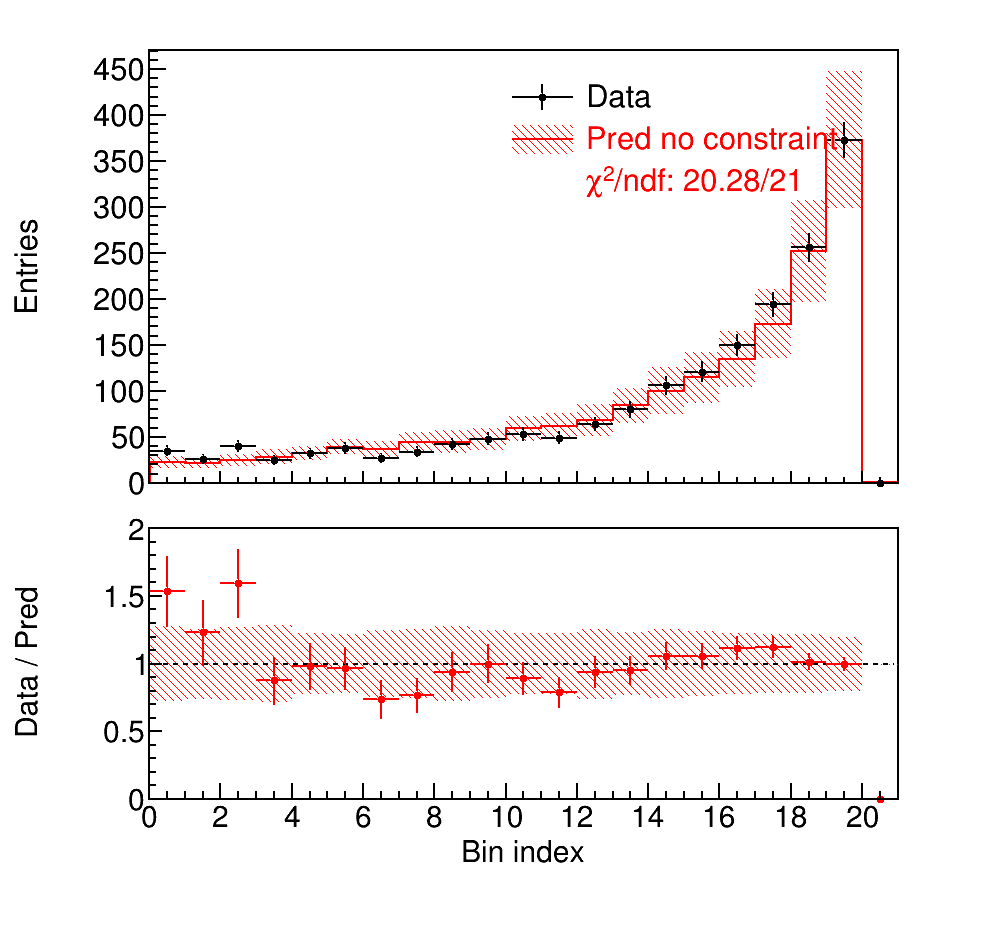 450
400
350
300
250
200
150
100
50
0
Entries
Data
Pred no constraint
χ²/ndf: 20.28/21
2
1.5
1
0.5
0
Data / Pred
0 2 4 6 8 10 12 14 16 18 20
Bin index